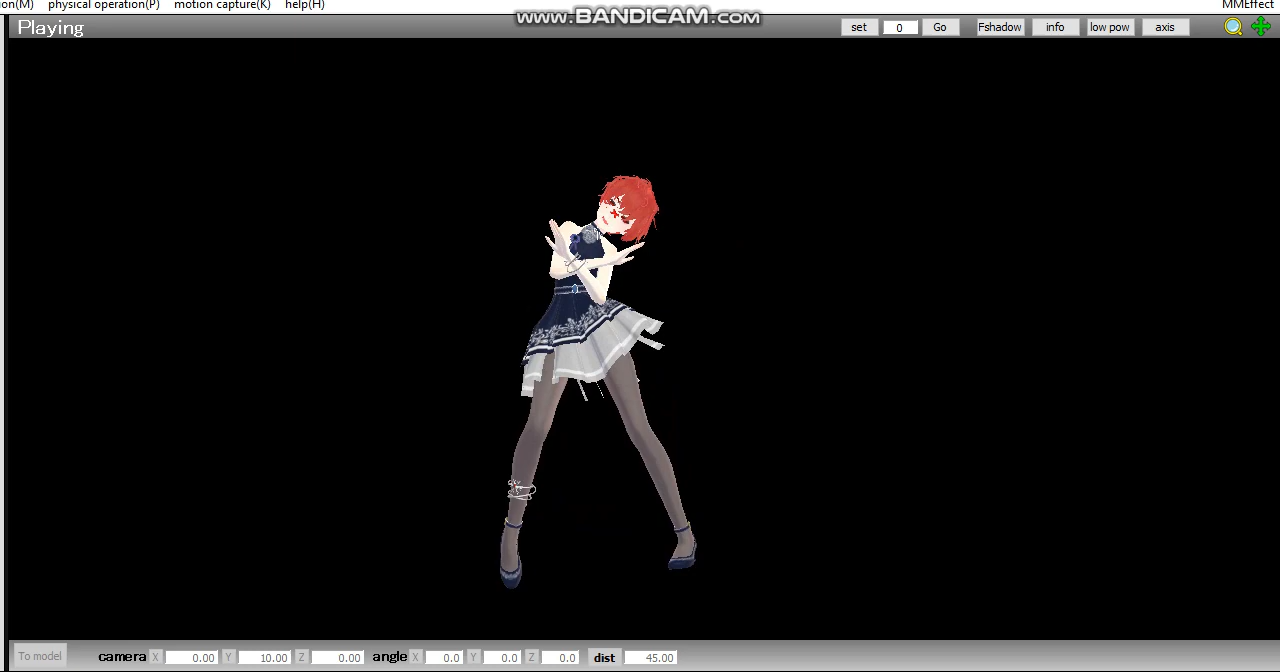 on(M) physical operation(P) motion capture(K) help(H) MMEffect
www.BANDICAM.com
Playing set 0 Go Fshadow info low pow axis
To model camera X 0.00 Y 10.00 Z 0.00 angle X 0.0 Y 0.0 Z 0.0 dist 45.00